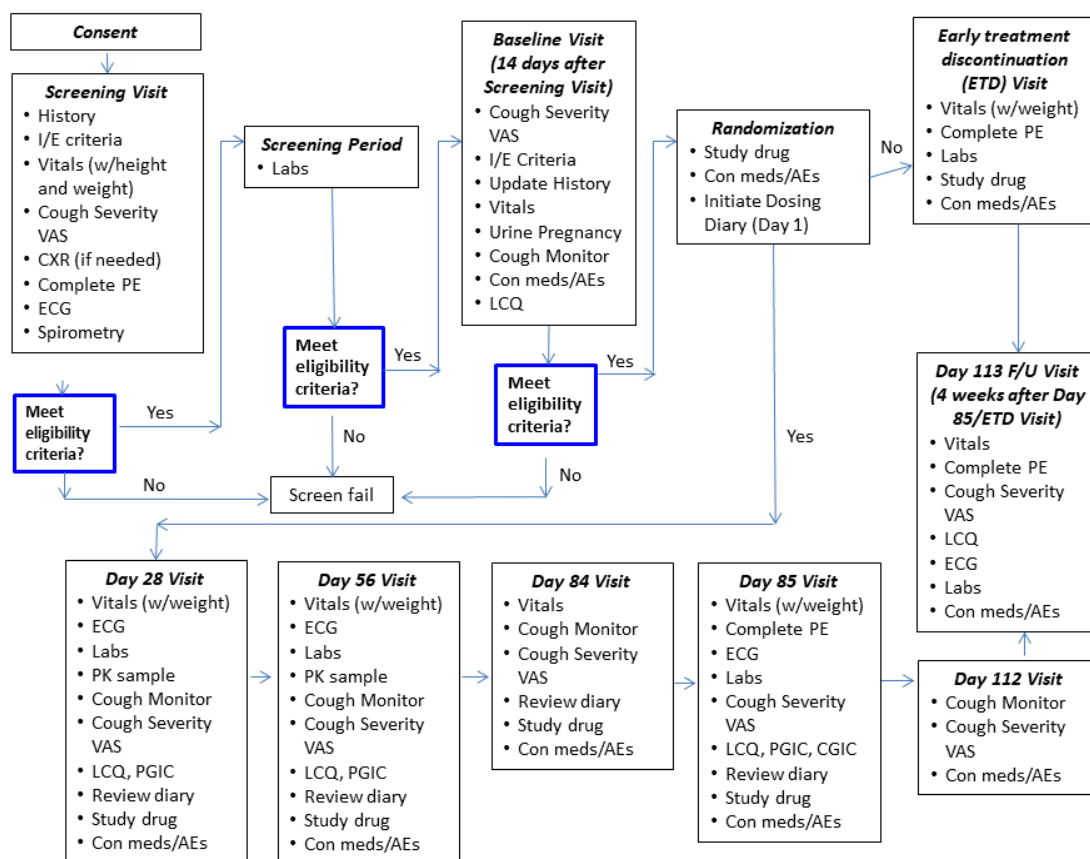 Consent
Screening Visit
• History
• I/E criteria
• Vitals (w/height
and weight)
• Cough Severity
VAS
• CXR (if needed)
• Complete PE
• ECG
• Spirometry
Meet
eligibility
criteria?
Yes
No
Screening Period
• Labs
Meet
eligibility
criteria?
Yes
No
Screen fail
Baseline Visit
(14 days after
Screening Visit)
• Cough Severity
VAS
• I/E Criteria
• Update History
• Vitals
• Urine Pregnancy
• Cough Monitor
• Con meds/AEs
• LCQ
Meet
eligibility
criteria?
Yes
No
Randomization
• Study drug
• Con meds/AEs
• Initiate Dosing
Diary (Day 1)
No
Yes
Early treatment
discontinuation
(ETD) Visit
• Vitals (w/weight)
• Complete PE
• Labs
• Study drug
• Con meds/AEs
Day 28 Visit
• Vitals (w/weight)
• ECG
• Labs
• PK sample
• Cough Monitor
• Cough Severity
VAS
• LCQ, PGIC
• Review diary
• Study drug
• Con meds/AEs
Day 56 Visit
• Vitals (w/weight)
• ECG
• Labs
• PK sample
• Cough Monitor
• Cough Severity
VAS
• LCQ, PGIC
• Review diary
• Study drug
• Con meds/AEs
Day 84 Visit
• Vitals
• Cough Monitor
• Cough Severity
VAS
• Review diary
• Study drug
• Con meds/AEs
Day 85 Visit
• Vitals (w/weight)
• Complete PE
• ECG
• Labs
• Cough Severity
VAS
• LCQ, PGIC, CGIC
• Review diary
• Study drug
• Con meds/AEs
Day 112 Visit
• Cough Monitor
• Cough Severity
VAS
• Con meds/AEs
Day 113 F/U Visit
(4 weeks after Day
85/ETD Visit)
• Vitals
• Complete PE
• Cough Severity
VAS
• LCQ
• ECG
• Labs
• Con meds/AEs